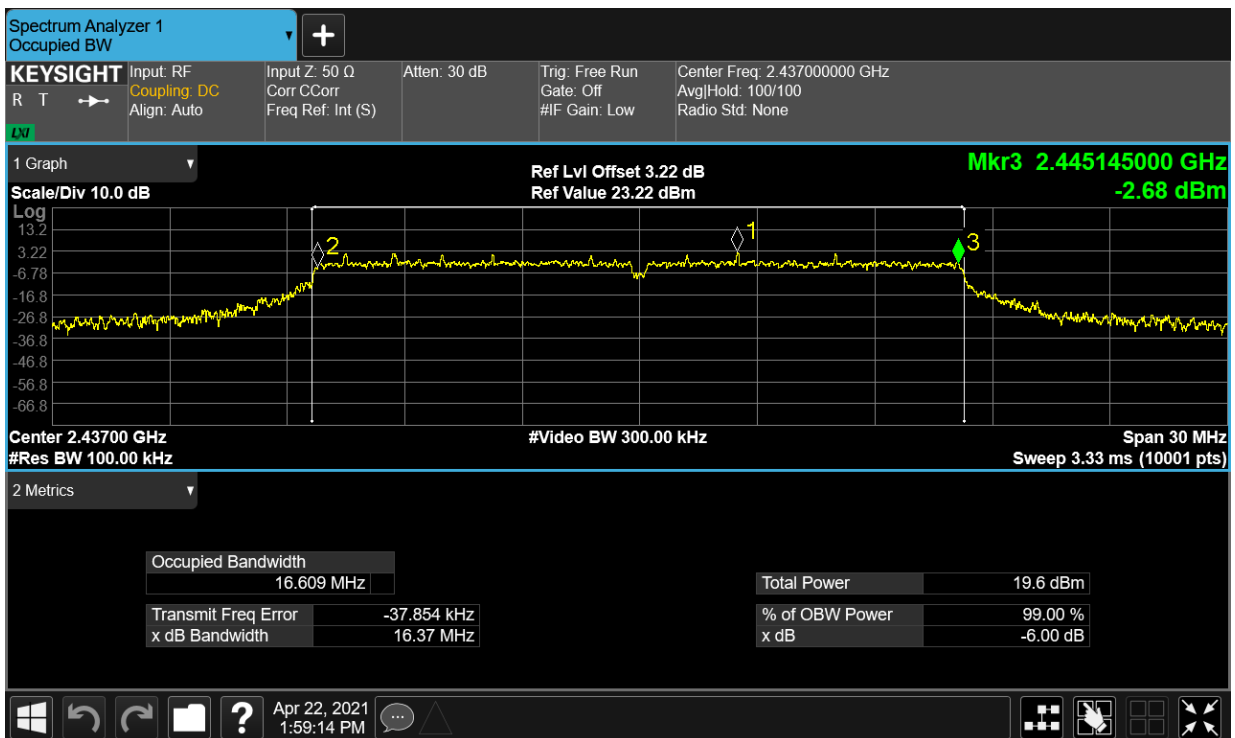 Spectrum Analyzer 1
Occupied BW
KEYSIGHT
R T
LXI
Input: RF
Coupling: DC
Align: Auto
Input Z: 50 Ω
Corr CCorr
Freq Ref: Int (S)
Atten: 30 dB
Trig: Free Run
Gate: Off
#IF Gain: Low
Center Freq: 2.437000000 GHz
Avg|Hold: 100/100
Radio Std: None
1 Graph
Scale/Div 10.0 dB
Ref Lvl Offset 3.22 dB
Ref Value 23.22 dBm
Mkr3 2.445145000 GHz
-2.68 dBm
Log
13.2
3.22
-6.78
-16.8
-26.8
-36.8
-46.8
-56.8
-66.8
2
1
3
Center 2.43700 GHz
#Res BW 100.00 kHz
#Video BW 300.00 kHz
Span 30 MHz
Sweep 3.33 ms (10001 pts)
2 Metrics
Occupied Bandwidth
16.609 MHz
Transmit Freq Error -37.854 kHz
x dB Bandwidth 16.37 MHz
Total Power 19.6 dBm
% of OBW Power 99.00 %
x dB -6.00 dB
?
Apr 22, 2021
1:59:14 PM